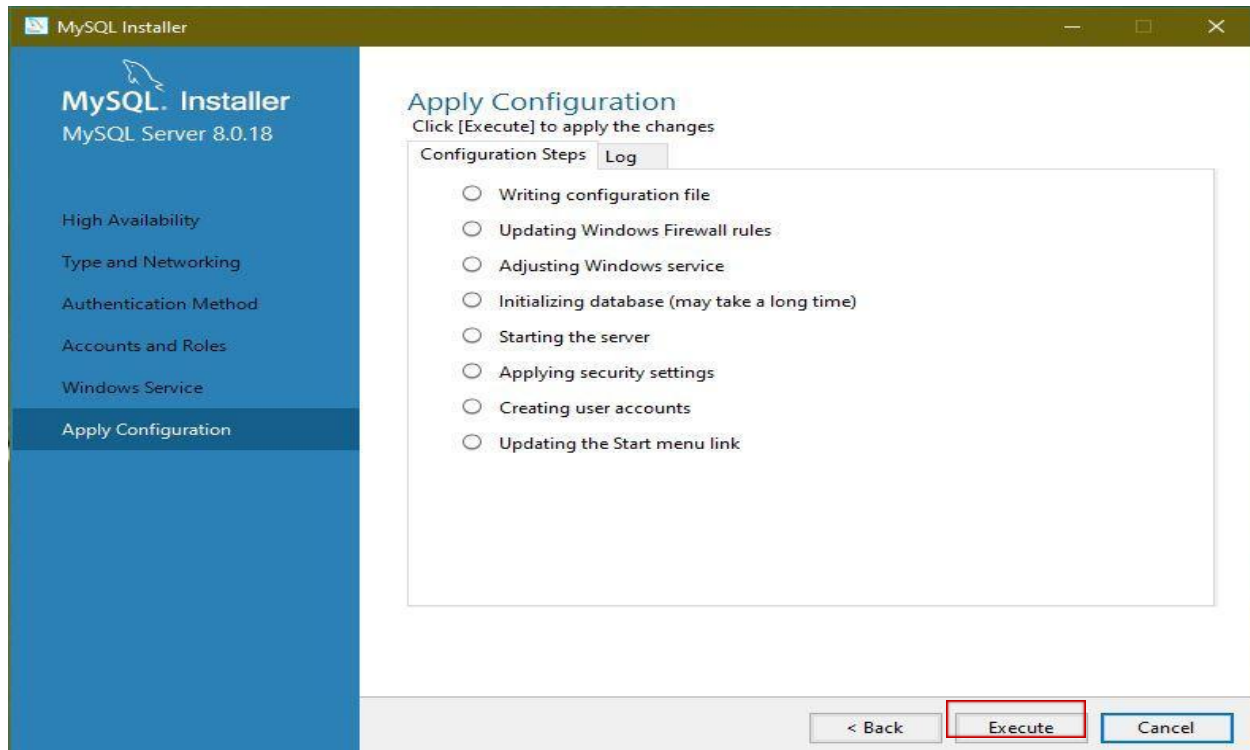 MySQL Installer
MySQL. Installer
MySQL Server 8.0.18
High Availability
Type and Networking
Authentication Method
Accounts and Roles
Windows Service
Apply Configuration
Apply Configuration
Click [Execute] to apply the changes
Configuration Steps Log
Writing configuration file
Updating Windows Firewall rules
Adjusting Windows service
Initializing database (may take a long time)
Starting the server
Applying security settings
Creating user accounts
Updating the Start menu link
< Back Execute Cancel